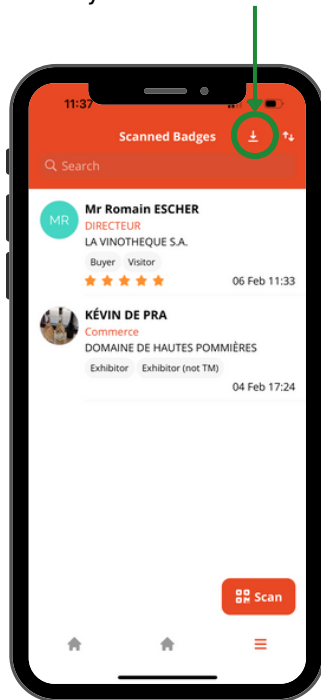 11:37
Scanned Badges
Search
MR
Mr Romain ESCHER
DIRECTEUR
LA VINOTHEQUE S.A.
Buyer Visitor
06 Feb 11:33
KÉVIN DE PRA
Commerce
DOMAINE DE HAUTES POMMIÈRES
Exhibitor Exhibitor (not TM)
04 Feb 17:24
Scan